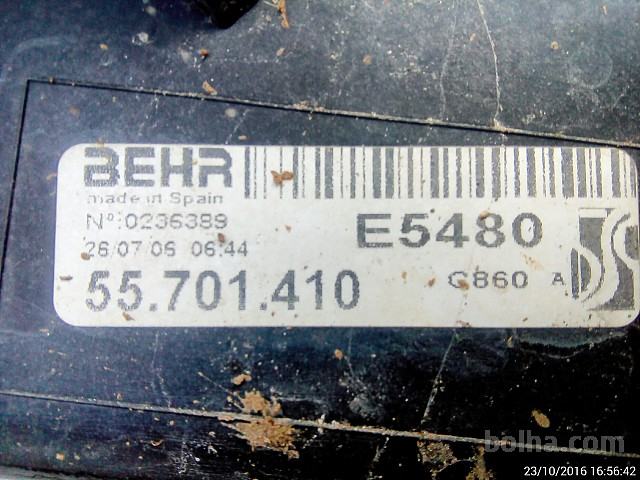 BEHR
made in Spain
Nº:0236389
26/07/06 06:44
E5480
55.701.410
G860 A
bolha.com
23/10/2016 16:56:42